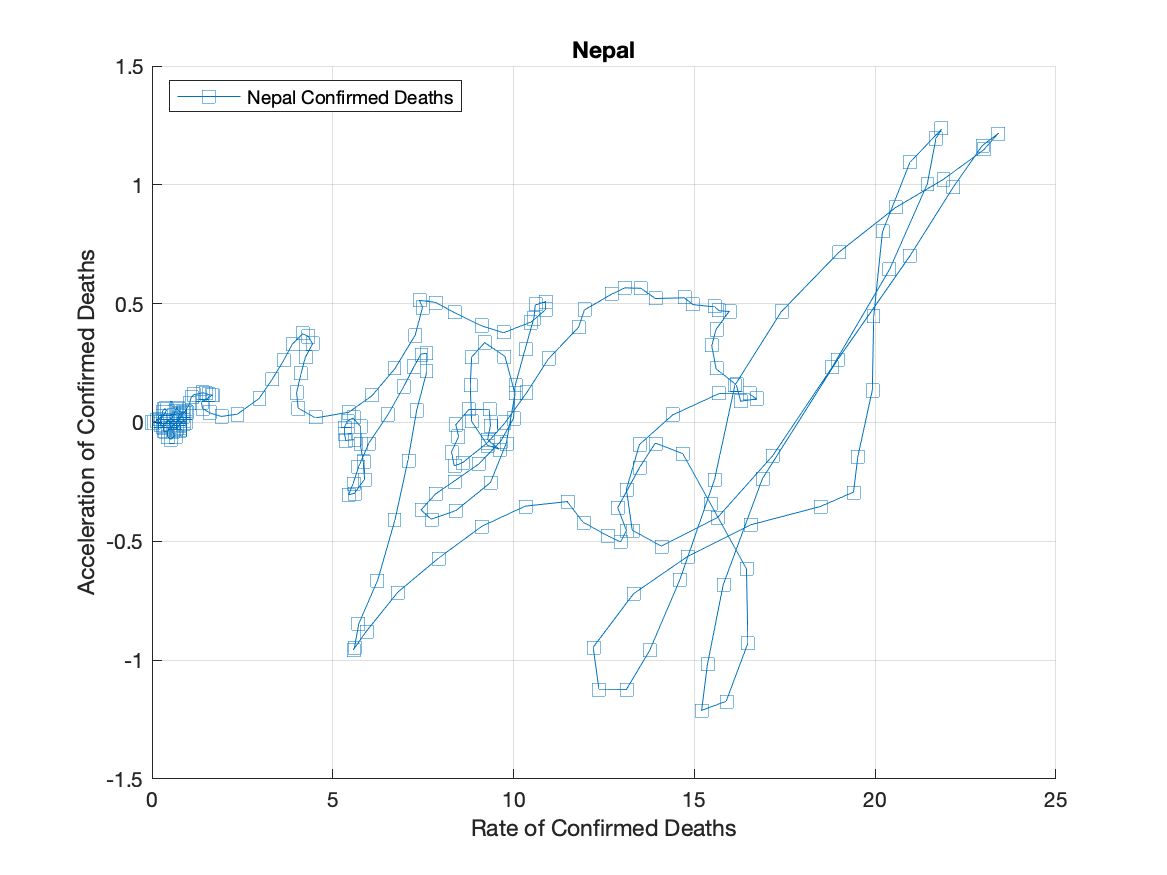 Nepal
1.5
Nepal Confirmed Deaths
1
0.5
0
-0.5
-1
-1.5
0 5 10 15 20 25
Rate of Confirmed Deaths
Acceleration of Confirmed Deaths